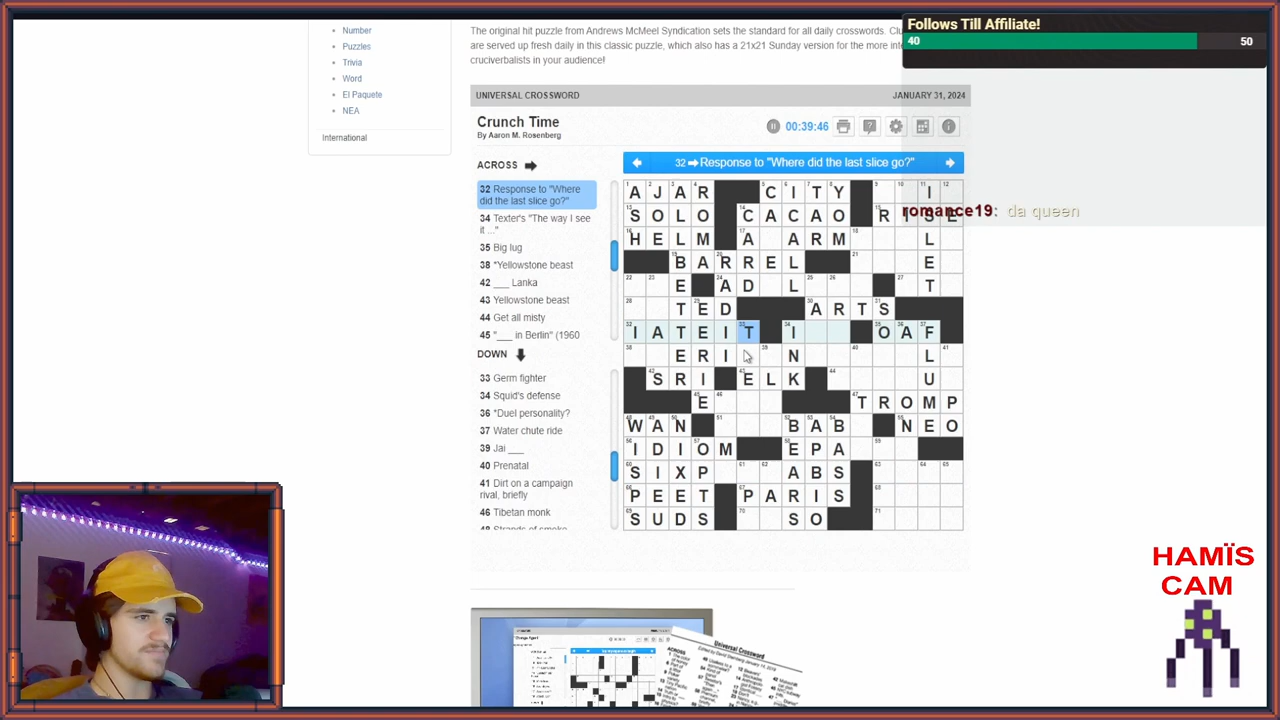 Number
Puzzles
Trivia
Word
El Paquete
NEA
International
The original hit puzzle from Andrews McMeel Syndication sets the standard for all daily crosswords.
are served up fresh daily in this classic puzzle, which also has a 21x21 Sunday version for the more
cruciverbalists in your audience!
Follows Till Affiliate!
40
50
romance19: da queen
UNIVERSAL CROSSWORD
JANUARY 31, 2024
Crunch Time
By Aaron M. Rosenberg
00:39:46
32 Response to "Where did the last slice go?"
ACROSS
32 Response to "Where
did the last slice go?"
34 Texter's "The way I see
it ..."
35 Big lug
38 *Yellowstone beast
42 ___ Lanka
43 Yellowstone beast
44 Get all misty
45 "___ in Berlin" (1960
DOWN
33 Germ fighter
34 Squid's defense
36 *Duel personality?
37 Water chute ride
39 Jai ___
40 Prenatal
41 Dirt on a campaign
rival, briefly
46 Tibetan monk
48 Strands of smoke
A J A R C I T Y I
S O L O C A C A O R I S E
H E L M A A R M L
B A R R E L E
E A D L T
T E D A R T S
I A T E I T I O A F
E R I N L
S R I E L K U
E T R O M P
W A N B A B N E O
I D I O M E P A
S I X P A B S
P E E T P A R I S
S U D S S O
Universal Crossword
HAMÏS
CAM